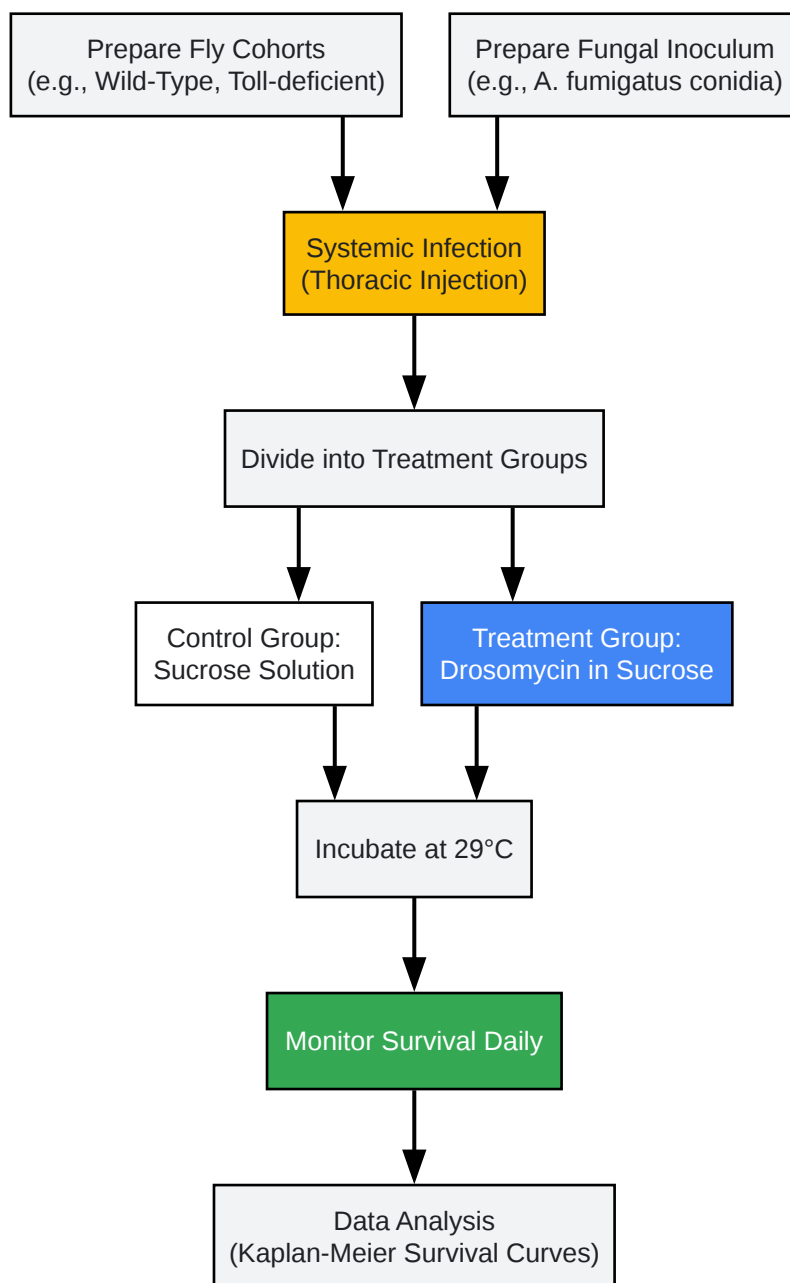 Prepare Fly Cohorts
(e.g., Wild-Type, Toll-deficient)
Prepare Fungal Inoculum
(e.g., A. fumigatus conidia)
Systemic Infection
(Thoracic Injection)
Divide into Treatment Groups
Control Group:
Sucrose Solution
Treatment Group:
Drosomycin in Sucrose
Incubate at 29°C
Monitor Survival Daily
Data Analysis
(Kaplan-Meier Survival Curves)